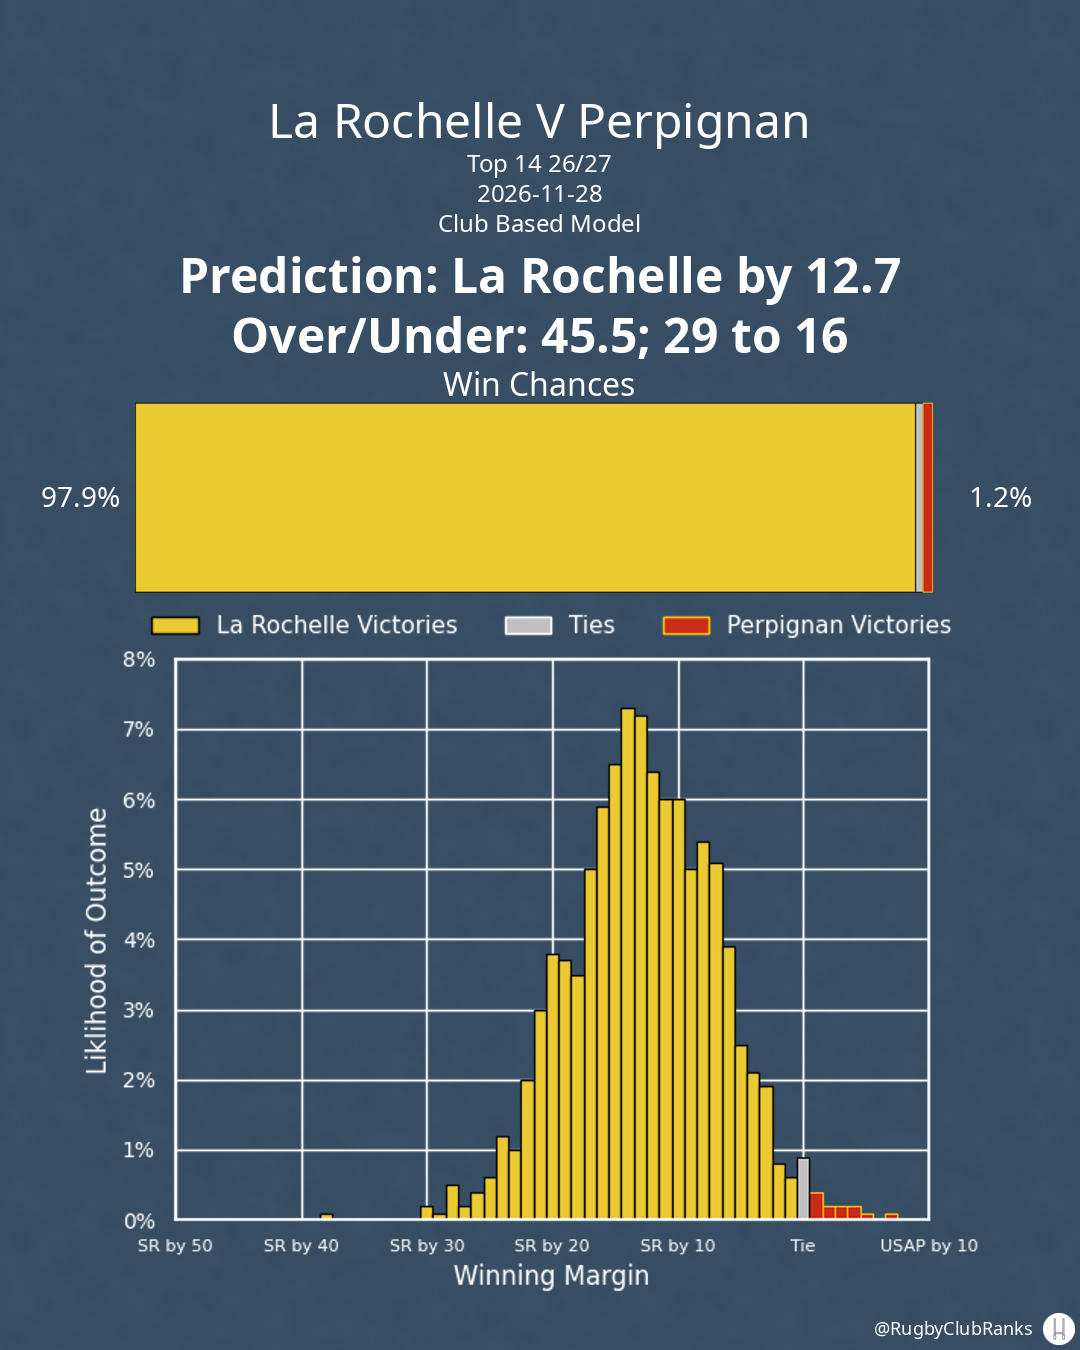 La Rochelle V Perpignan
Top 14 26/27
2026-11-28
Club Based Model
Prediction: La Rochelle by 12.7
Over/Under: 45.5; 29 to 16
Win Chances
97.9%
1.2%
La Rochelle Victories
Ties
Perpignan Victories
8%
7%
6%
5%
4%
3%
2%
1%
0%
Liklihood of Outcome
SR by 50
SR by 40
SR by 30
SR by 20
SR by 10
Tie
USAP by 10
Winning Margin
@RugbyClubRanks